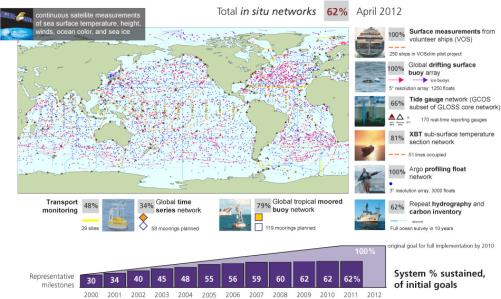 continuous satellite measurements
of sea surface temperature, height,
winds, ocean color, and sea ice
Total in situ networks 62% April 2012
100% Surface measurements from
volunteer ships (VOS)
250 ships in VOSclim pilot project
100% Global drifting surface
buoy array
ice buoys
5° resolution array: 1250 floats
66% Tide gauge network (GCOS
subset of GLOSS core network)
170 real-time reporting gauges
81% XBT sub-surface temperature
section network
51 lines occupied
100% Argo profiling float
network
3° resolution array: 3000 floats
62% Repeat hydrography and
carbon inventory
Full ocean survey in 10 years
Transport
monitoring 48%
29 sites
34% Global time
series network
58 moorings planned
79% Global tropical moored
buoy network
119 moorings planned
original goal for full implementation by 2010
100%
System % sustained,
of initial goals
Representative
milestones
30 34 40 45 48 55 56 59 60 62 62 62%
2000 2001 2002 2003 2004 2005 2006 2007 2008 2009 2010 2011 2012